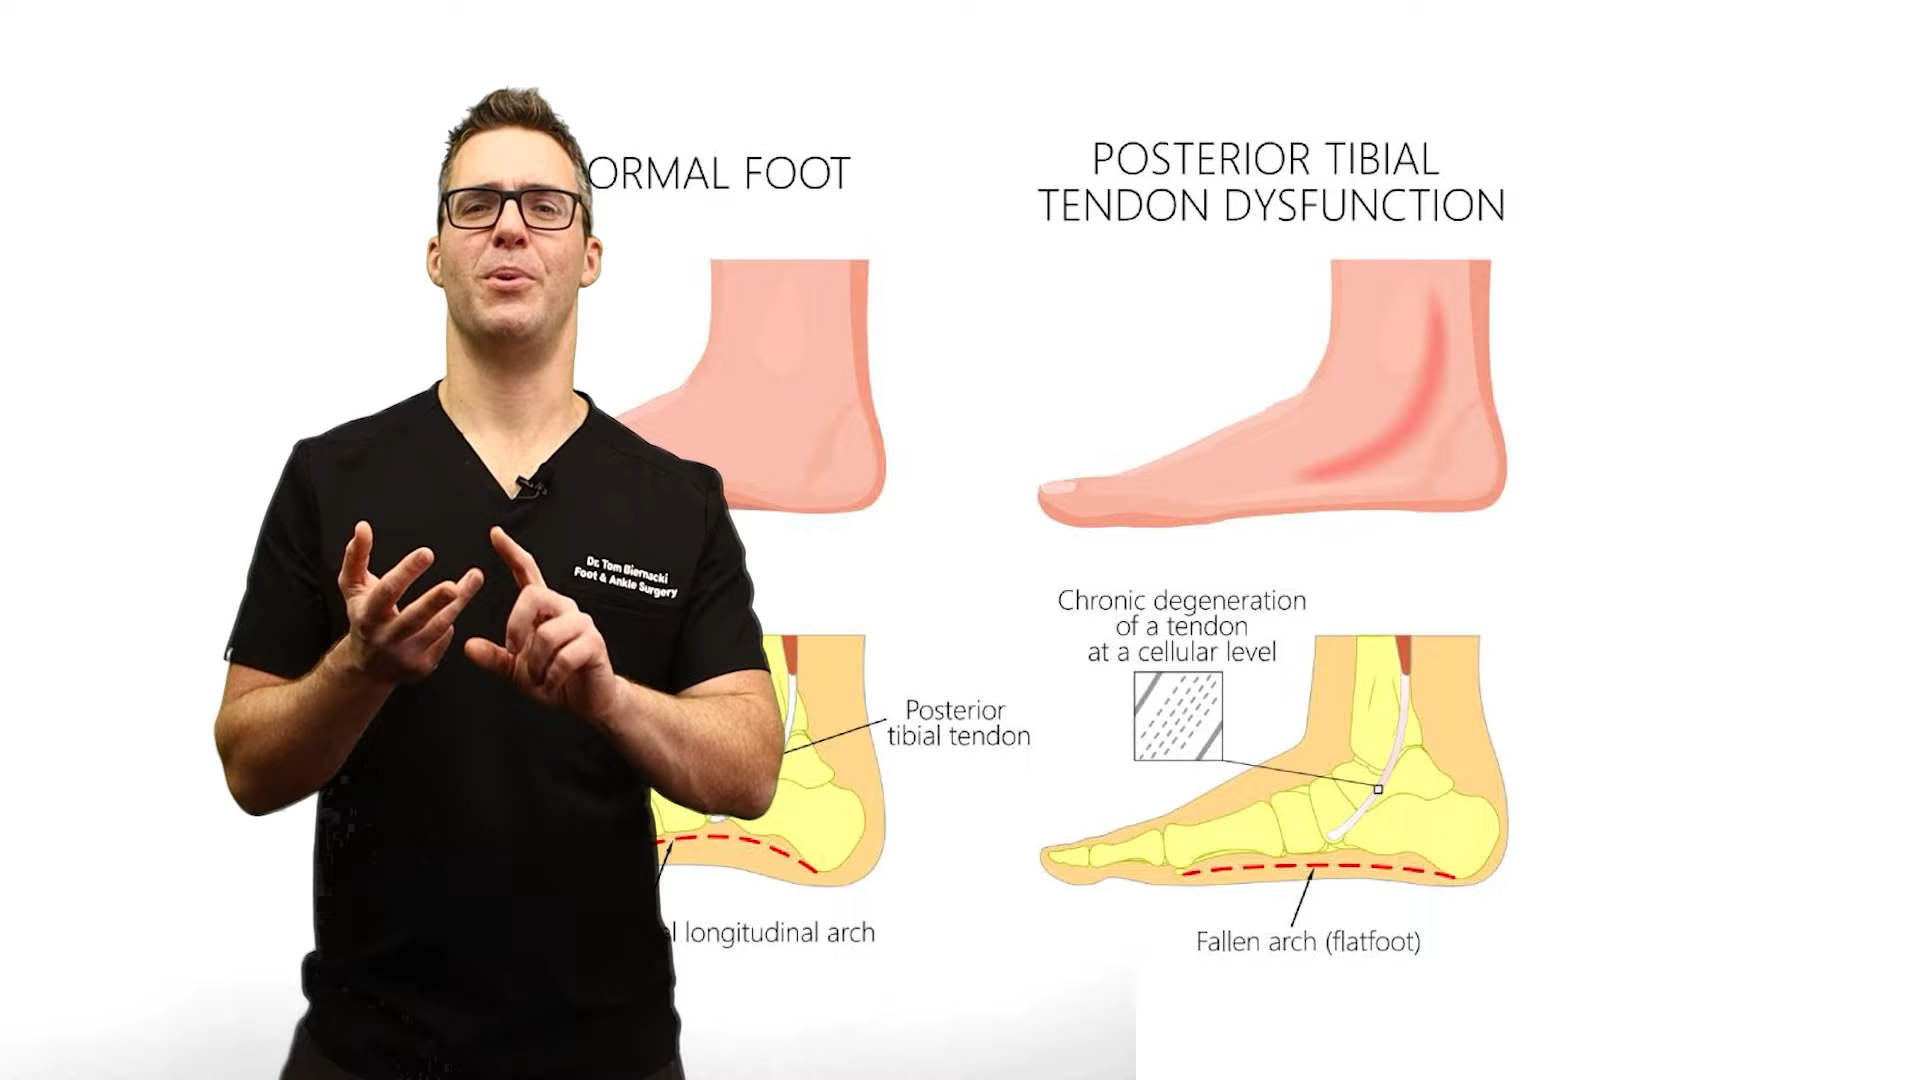 ORMAL FOOT
POSTERIOR TIBIAL
TENDON DYSFUNCTION
Dr. Tom Biernacki
Foot & Ankle Surgery
Chronic degeneration
of a tendon
at a cellular level
Posterior
tibial tendon
l longitudinal arch
Fallen arch (flatfoot)